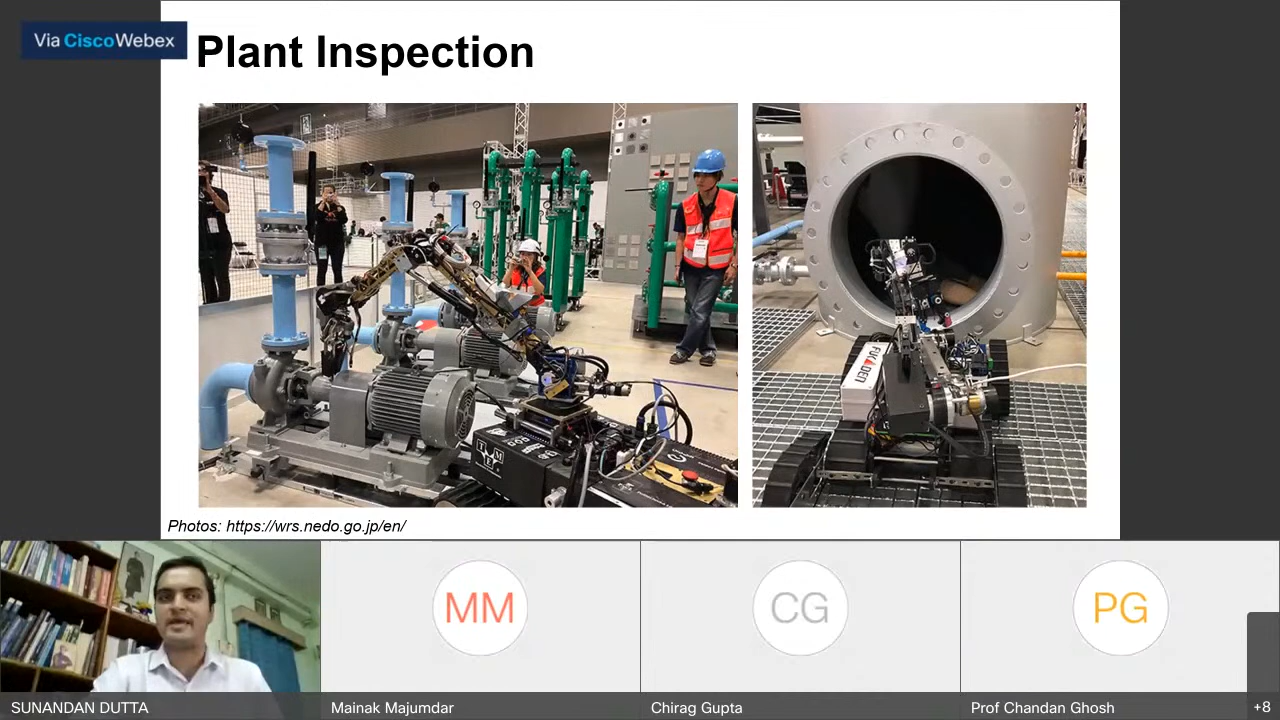 Via CiscoWebex
Plant Inspection
FUKADEN
Photos: https://wrs.nedo.go.jp/en/
MM
CG
PG
SUNANDAN DUTTA
Mainak Majumdar
Chirag Gupta
Prof Chandan Ghosh
+8